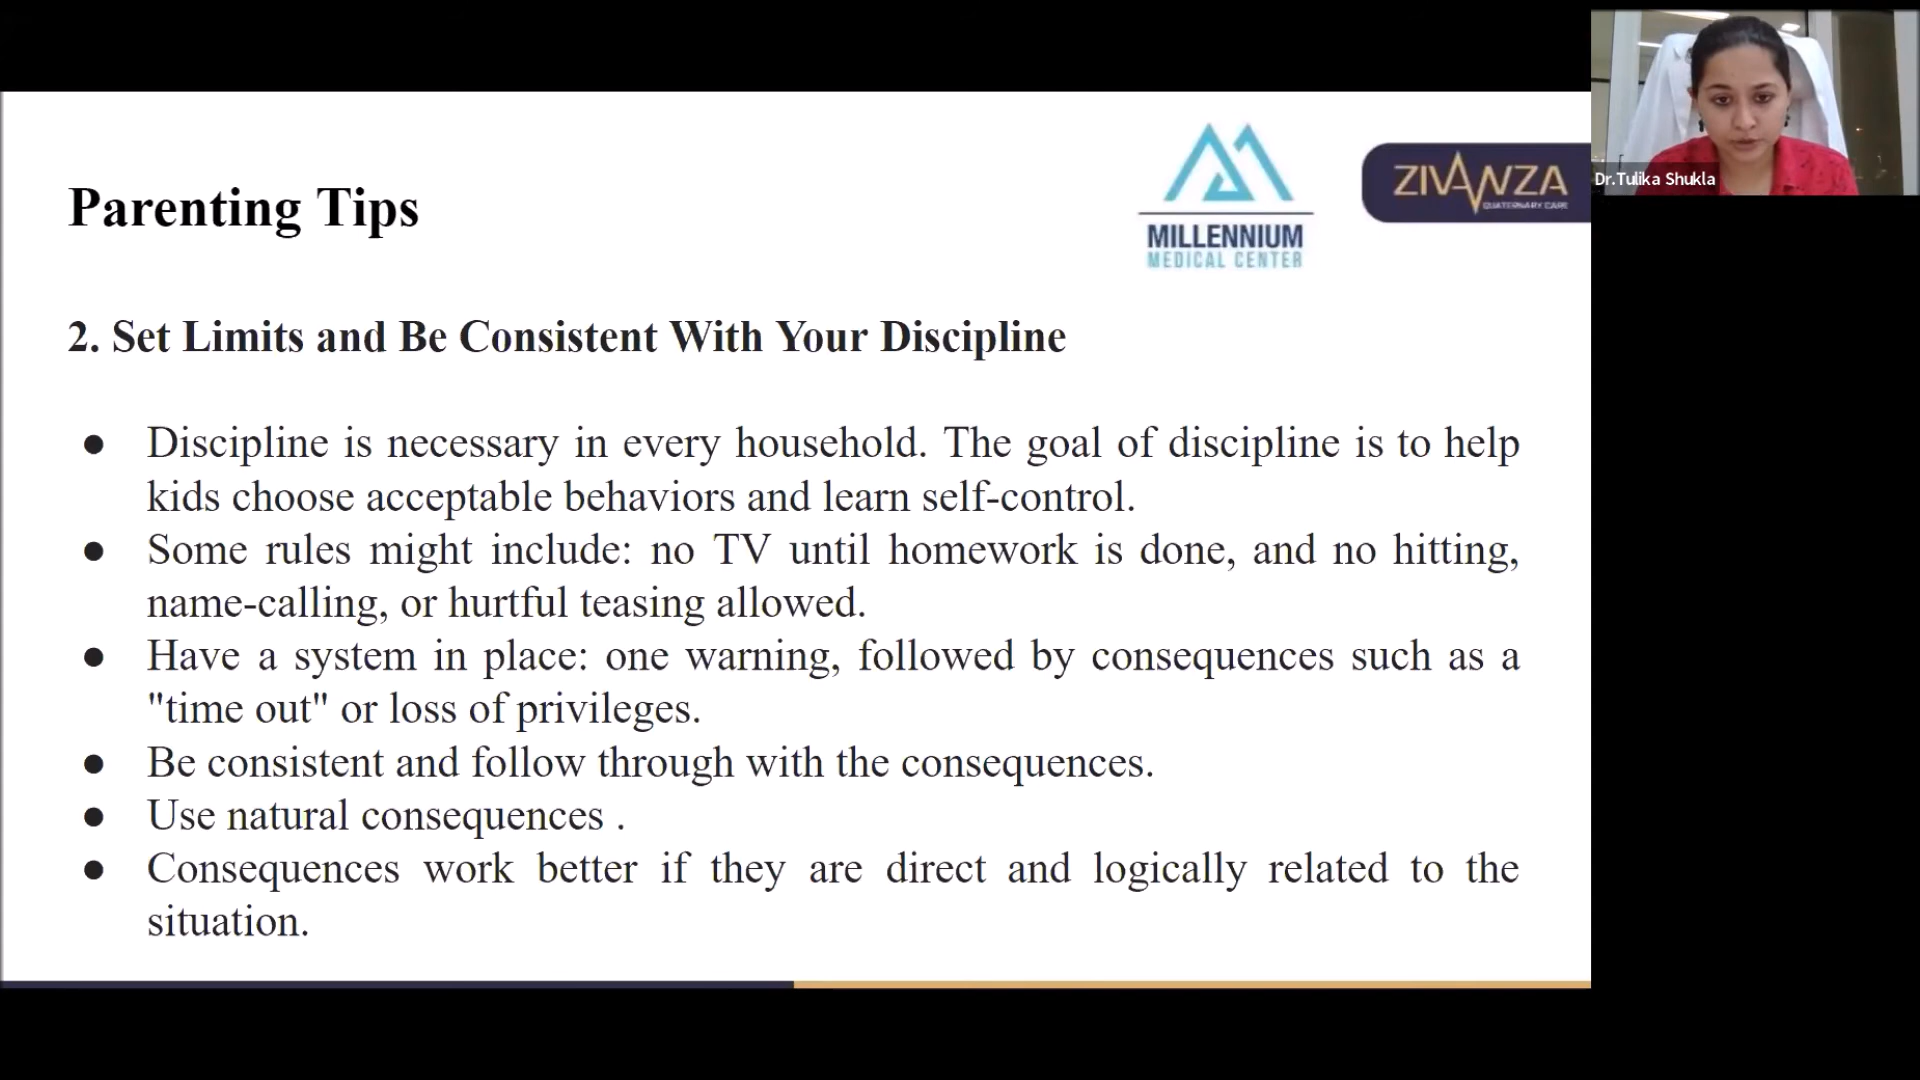 Parenting Tips
MILLENNIUM
MEDICAL CENTER
ZIVANZA
QUATERNARY CARE
Dr.Tulika Shukla
2. Set Limits and Be Consistent With Your Discipline
● Discipline is necessary in every household. The goal of discipline is to help
kids choose acceptable behaviors and learn self-control.
● Some rules might include: no TV until homework is done, and no hitting,
name-calling, or hurtful teasing allowed.
● Have a system in place: one warning, followed by consequences such as a
"time out" or loss of privileges.
● Be consistent and follow through with the consequences.
● Use natural consequences .
● Consequences work better if they are direct and logically related to the
situation.